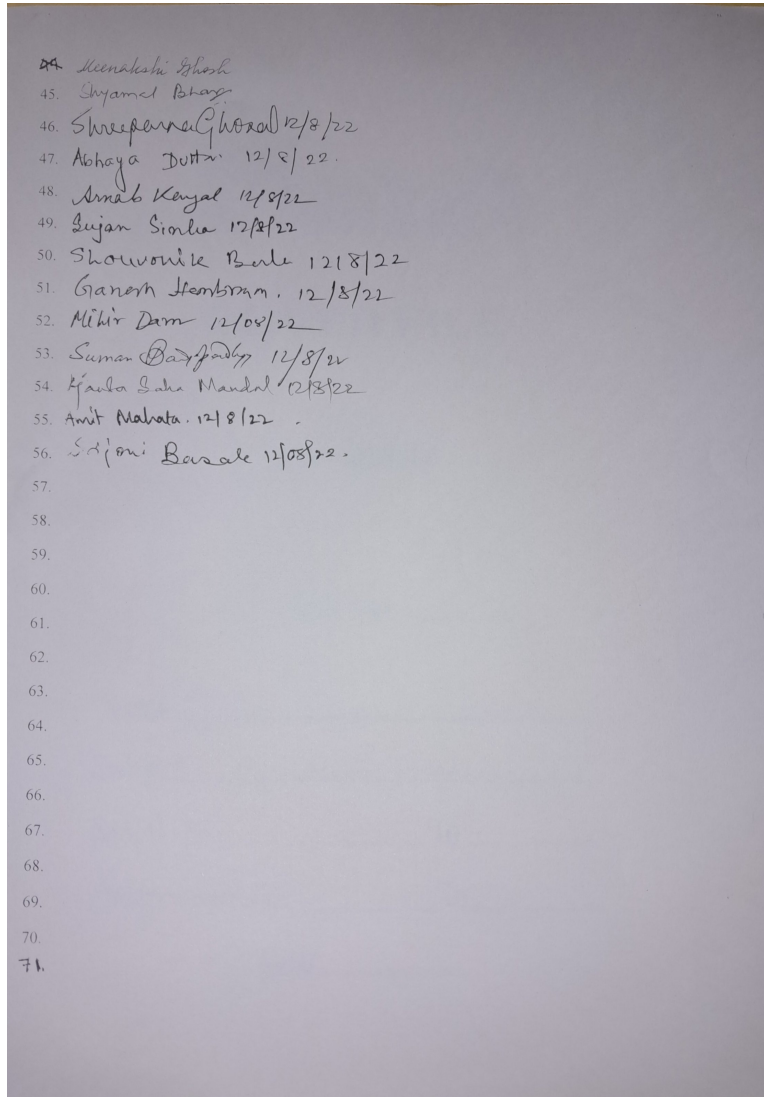 44. Meenakshi Ghosh
45. Shyamal
46. Shreeparna Ghoral 12/8/22
47. Abhaya Dutta. 12/8/22.
48. Arnab Kenyal 12/8/22
49. Sujan Sinha 12/8/22
50. Shouvonik 12/8/22
51. Ganesh Hembram. 12/8/22
52. Mihir Dam 12/08/22
53. Suman 12/8/22
54. Saha Mandal 12/8/22
55. Amit Mahata. 12/8/22.
56. Basak 12/08/22.
57.
58.
59.
60.
61.
62.
63.
64.
65.
66.
67.
68.
69.
70.
71.